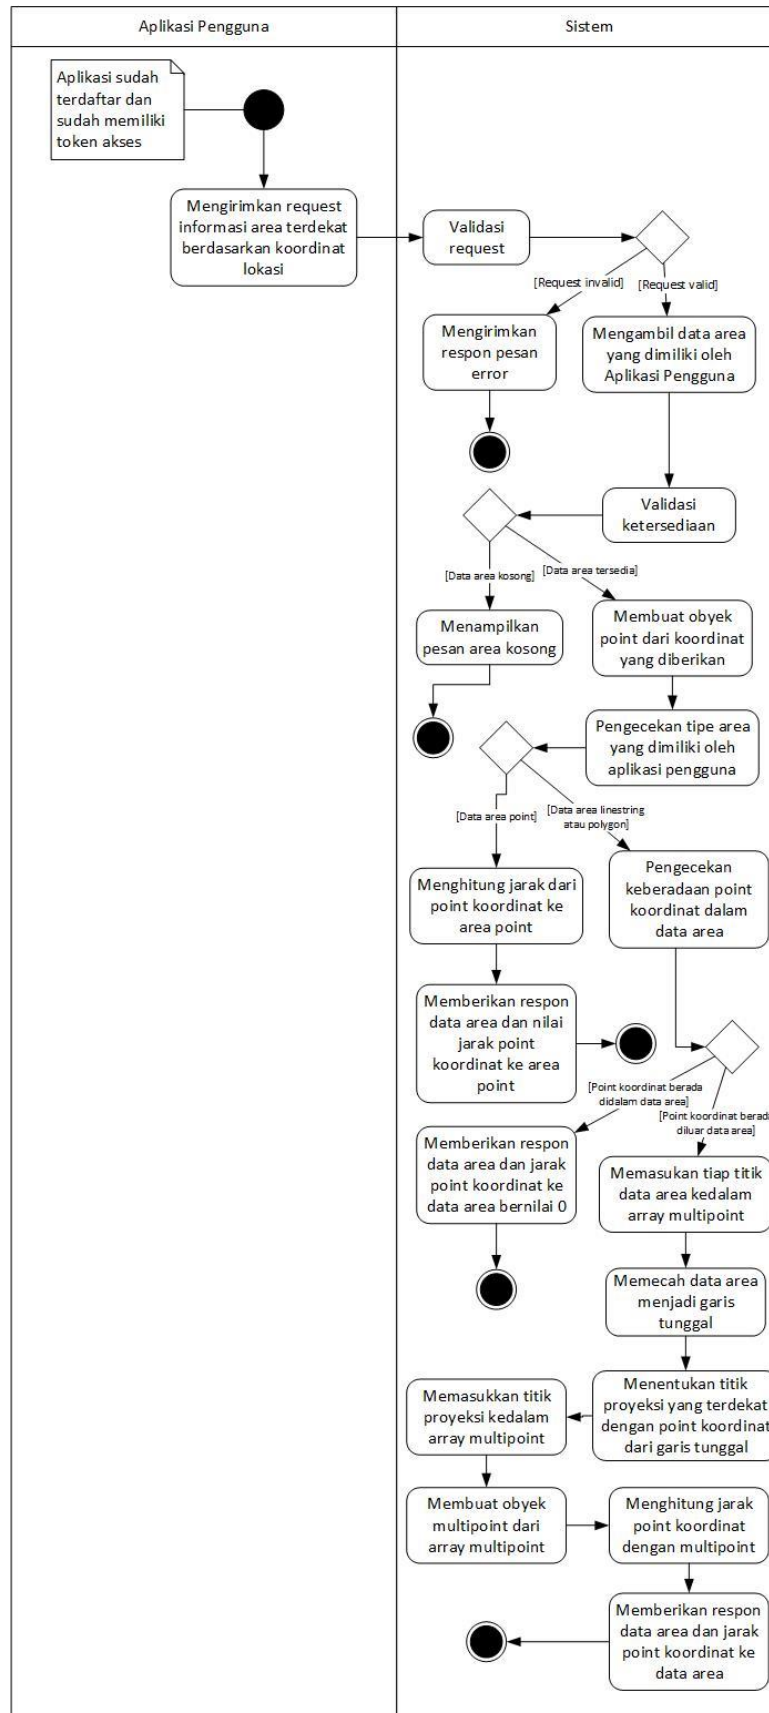 Aplikasi Pengguna
Sistem
Aplikasi sudah
terdaftar dan
sudah memiliki
token akses
Mengirimkan request
informasi area terdekat
berdasarkan koordinat
lokasi
Validasi
request
[Request invalid]
[Request valid]
Mengirimkan
respon pesan
error
Mengambil data area
yang dimiliki oleh
Aplikasi Pengguna
Validasi
ketersediaan
[Data area kosong]
[Data area tersedia]
Menampilkan
pesan area kosong
Membuat obyek
point dari koordinat
yang diberikan
Pengecekan tipe area
yang dimiliki oleh
aplikasi pengguna
[Data area point]
[Data area linestring
atau polygon]
Menghitung jarak dari
point koordinat ke
area point
Pengecekan
keberadaan point
koordinat dalam
data area
Memberikan respon
data area dan nilai
jarak point
koordinat ke area
point
[Point koordinat berada
didalam data area]
[Point koordinat berada
diluar data area]
Memberikan respon
data area dan jarak
point koordinat ke
data area bernilai 0
Memasukan tiap titik
data area kedalam
array multipoint
Memecah data area
menjadi garis
tunggal
Menentukan titik
proyeksi yang terdekat
dengan point koordinat
dari garis tunggal
Memasukkan titik
proyeksi kedalam
array multipoint
Membuat obyek
multipoint dari
array multipoint
Menghitung jarak
point koordinat
dengan multipoint
Memberikan respon
data area dan jarak
point koordinat ke
data area